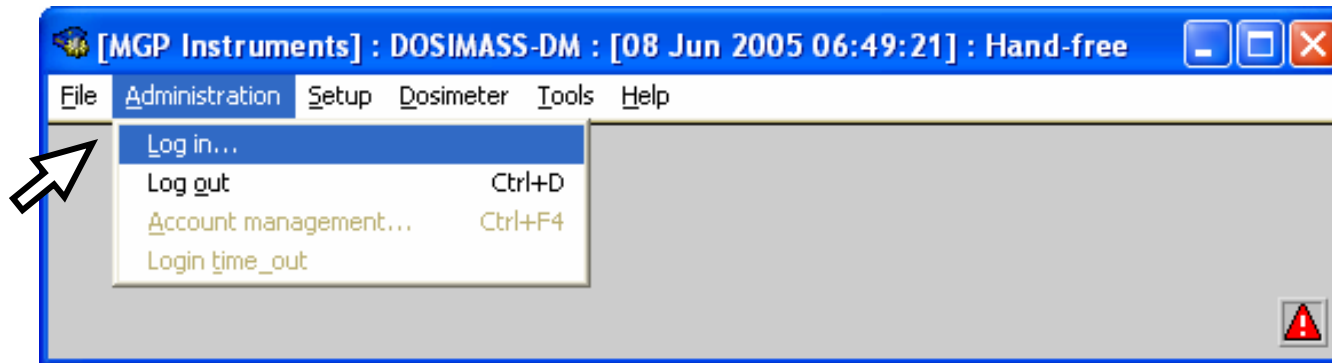 [MGP Instruments] : DOSIMASS-DM : [08 Jun 2005 06:49:21] : Hand-free
File Administration Setup Dosimeter Tools Help
Log in...
Log out Ctrl+D
Account management... Ctrl+F4
Login time_out